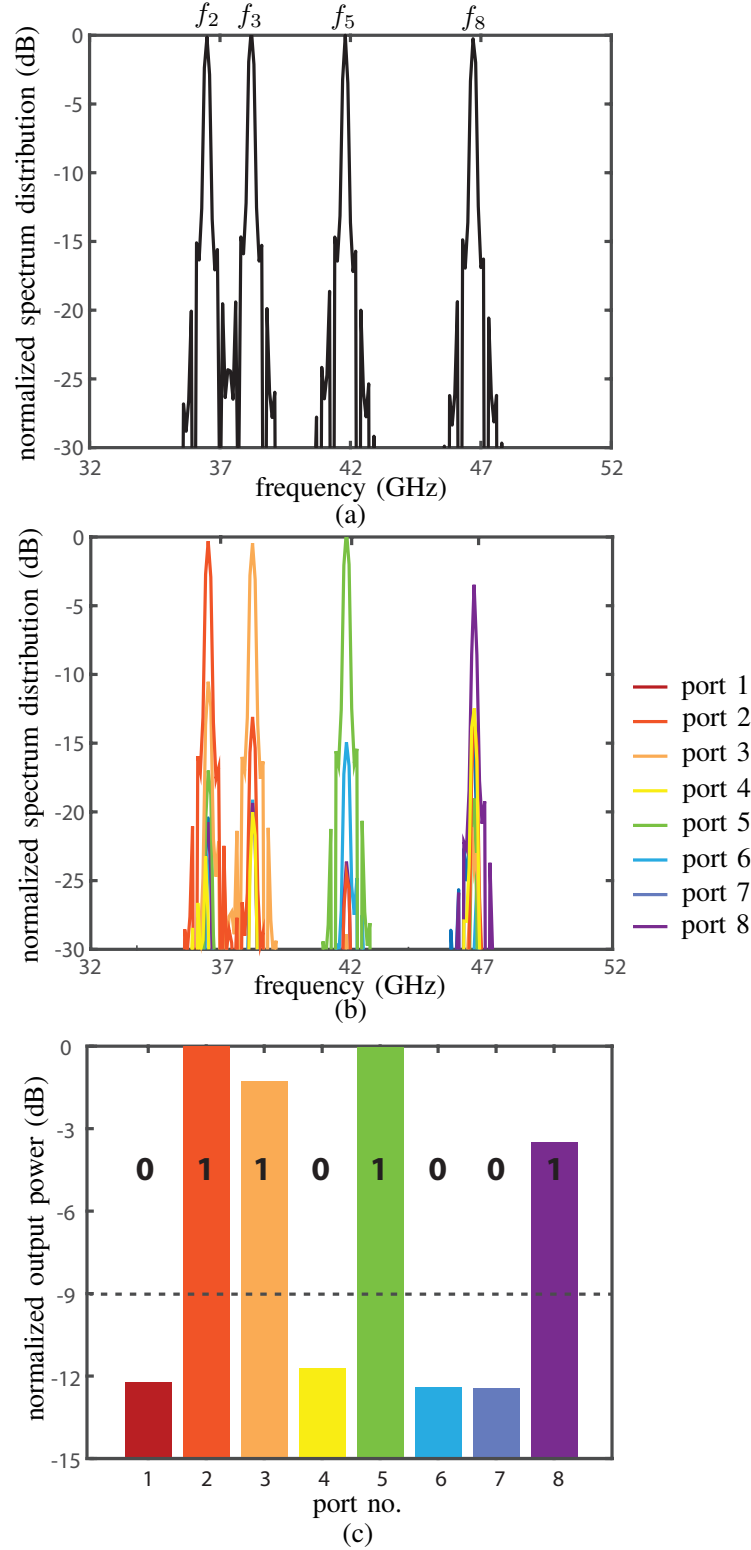 f2 f3 f5 f8
normalized spectrum distribution (dB)
0
-5
-10
-15
-20
-25
-30
32 37 42 47 52
frequency (GHz)
(a)
normalized spectrum distribution (dB)
0
-5
-10
-15
-20
-25
-30
32 37 42 47 52
frequency (GHz)
(b)
port 1
port 2
port 3
port 4
port 5
port 6
port 7
port 8
normalized output power (dB)
0
-3
-6
-9
-12
-15
0 1 1 0 1 0 0 1
1 2 3 4 5 6 7 8
port no.
(c)